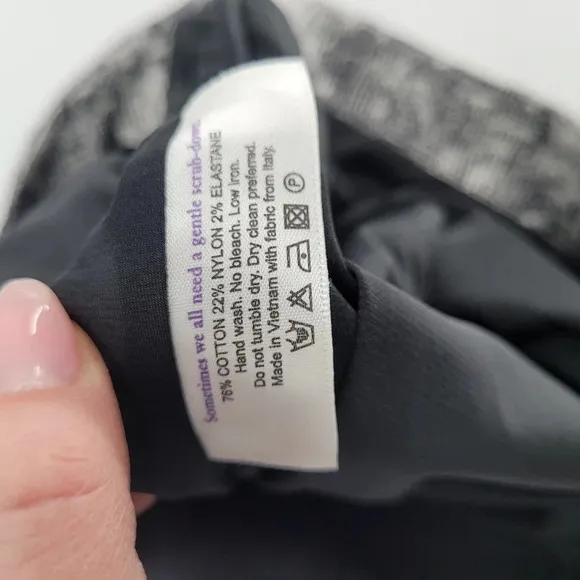 Sometimes we all need a gentle scrub-down.
76% COTTON 22% NYLON 2% ELASTANE
Hand wash. No bleach. Low iron.
Do not tumble dry. Dry clean preferred.
Made in Vietnam with fabric from Italy.
P